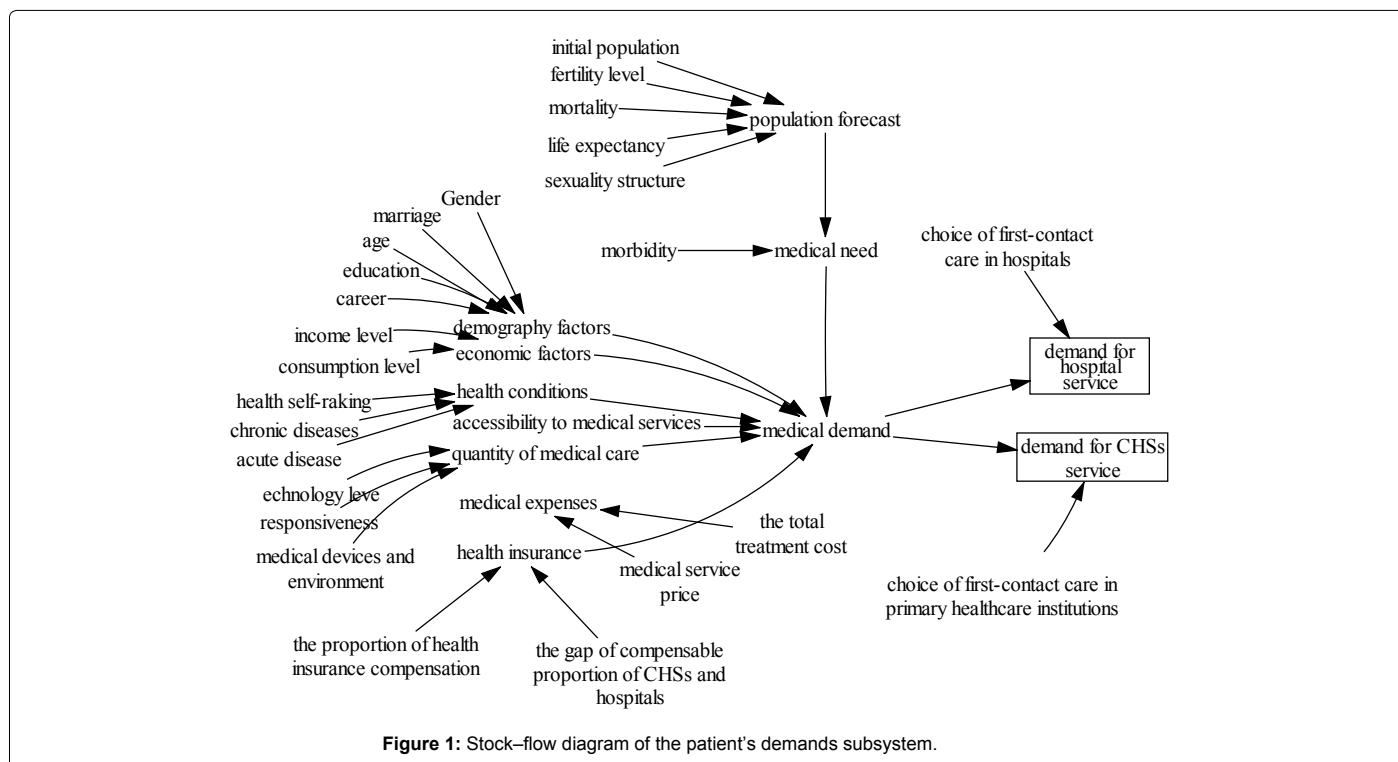 initial population
fertility level
mortality
population forecast
life expectancy
sexuality structure
Gender
marriage
age
education
career
morbidity
medical need
choice of first-contact
care in hospitals
demography factors
income level
economic factors
consumption level
demand for
hospital
service
health conditions
health self-raking
accessibility to medical services
chronic diseases
medical demand
acute disease
quantity of medical care
demand for CHSs
service
echnology leve
responsiveness
medical devices and
environment
medical expenses
the total
treatment cost
health insurance
medical service
price
choice of first-contact care in
primary healthcare institutions
the proportion of health
insurance compensation
the gap of compensable
proportion of CHSs and
hospitals
Figure 1: Stock–flow diagram of the patient's demands subsystem.